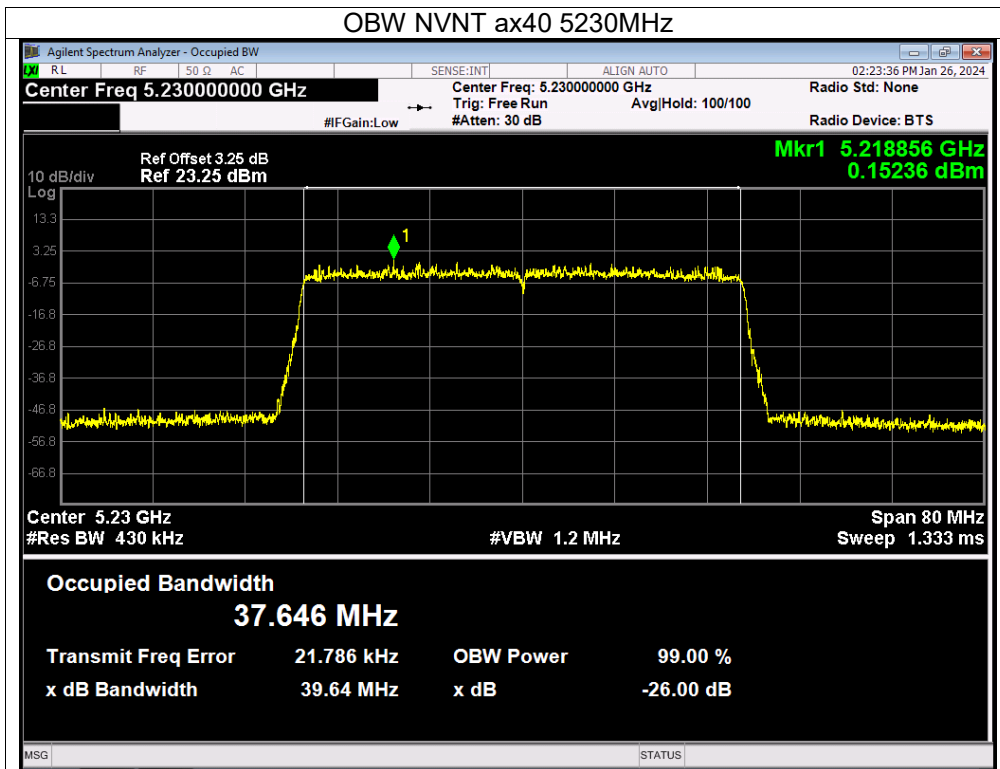 OBW NVNT ax40 5230MHz
Agilent Spectrum Analyzer - Occupied BW
LXI RL RF 50 Ω AC SENSE:INT ALIGN AUTO 02:23:36 PM Jan 26, 2024
Center Freq 5.230000000 GHz Center Freq: 5.230000000 GHz Radio Std: None
Trig: Free Run Avg|Hold: 100/100
#IFGain:Low #Atten: 30 dB Radio Device: BTS
Mkr1 5.218856 GHz
Ref Offset 3.25 dB
10 dB/div Ref 23.25 dBm 0.15236 dBm
Log
13.3
1
3.25
-6.75
-16.8
-26.8
-36.8
-46.8
-56.8
-66.8
Center 5.23 GHz Span 80 MHz
#Res BW 430 kHz #VBW 1.2 MHz Sweep 1.333 ms
Occupied Bandwidth
37.646 MHz
Transmit Freq Error 21.786 kHz OBW Power 99.00 %
x dB Bandwidth 39.64 MHz x dB -26.00 dB
MSG STATUS